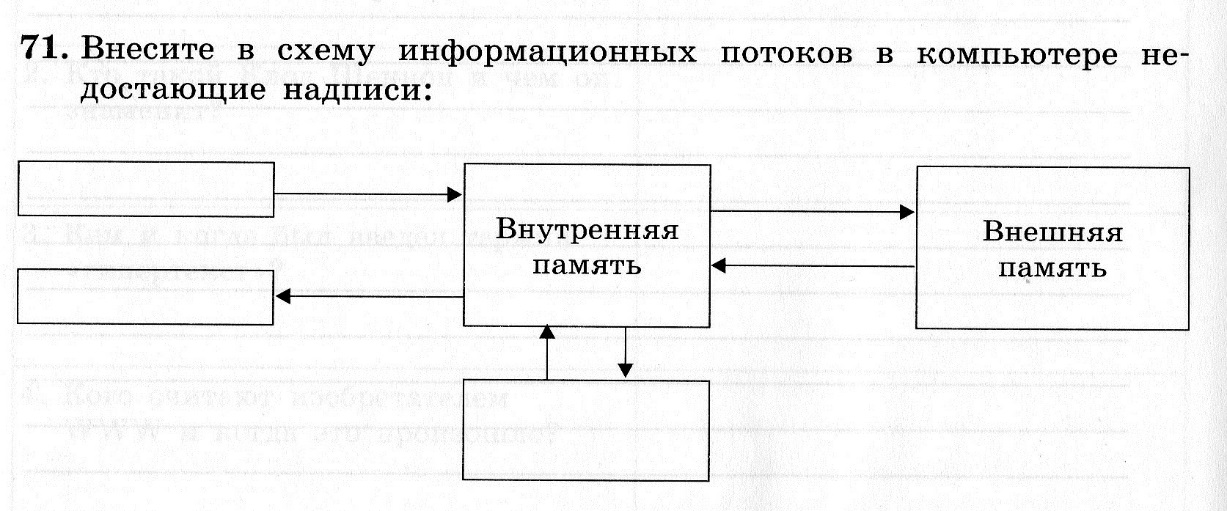 71. Внесите в схему информационных потоков в компьютере не-
достающие надписи:
Внутренняя
память
Внешняя
память